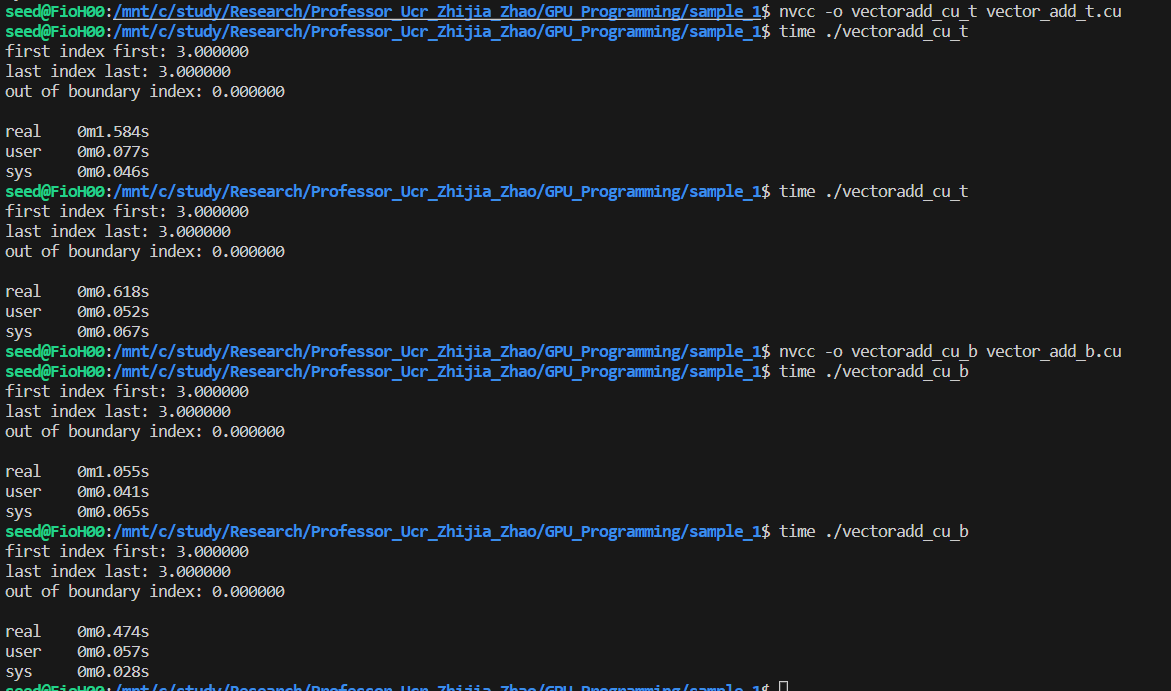 seed@FioH00:/mnt/c/study/Research/Professor_Ucr_Zhijia_Zhao/GPU_Programming/sample_1$ nvcc -o vectoradd_cu_t vector_add_t.cu
seed@FioH00:/mnt/c/study/Research/Professor_Ucr_Zhijia_Zhao/GPU_Programming/sample_1$ time ./vectoradd_cu_t
first index first: 3.000000
last index last: 3.000000
out of boundary index: 0.000000

real    0m1.584s
user    0m0.077s
sys     0m0.046s
seed@FioH00:/mnt/c/study/Research/Professor_Ucr_Zhijia_Zhao/GPU_Programming/sample_1$ time ./vectoradd_cu_t
first index first: 3.000000
last index last: 3.000000
out of boundary index: 0.000000

real    0m0.618s
user    0m0.052s
sys     0m0.067s
seed@FioH00:/mnt/c/study/Research/Professor_Ucr_Zhijia_Zhao/GPU_Programming/sample_1$ nvcc -o vectoradd_cu_b vector_add_b.cu
seed@FioH00:/mnt/c/study/Research/Professor_Ucr_Zhijia_Zhao/GPU_Programming/sample_1$ time ./vectoradd_cu_b
first index first: 3.000000
last index last: 3.000000
out of boundary index: 0.000000

real    0m1.055s
user    0m0.041s
sys     0m0.065s
seed@FioH00:/mnt/c/study/Research/Professor_Ucr_Zhijia_Zhao/GPU_Programming/sample_1$ time ./vectoradd_cu_b
first index first: 3.000000
last index last: 3.000000
out of boundary index: 0.000000

real    0m0.474s
user    0m0.057s
sys     0m0.028s
seed@FioH00:/mnt/c/study/Research/Professor_Ucr_Zhijia_Zhao/GPU_Programming/sample_1$